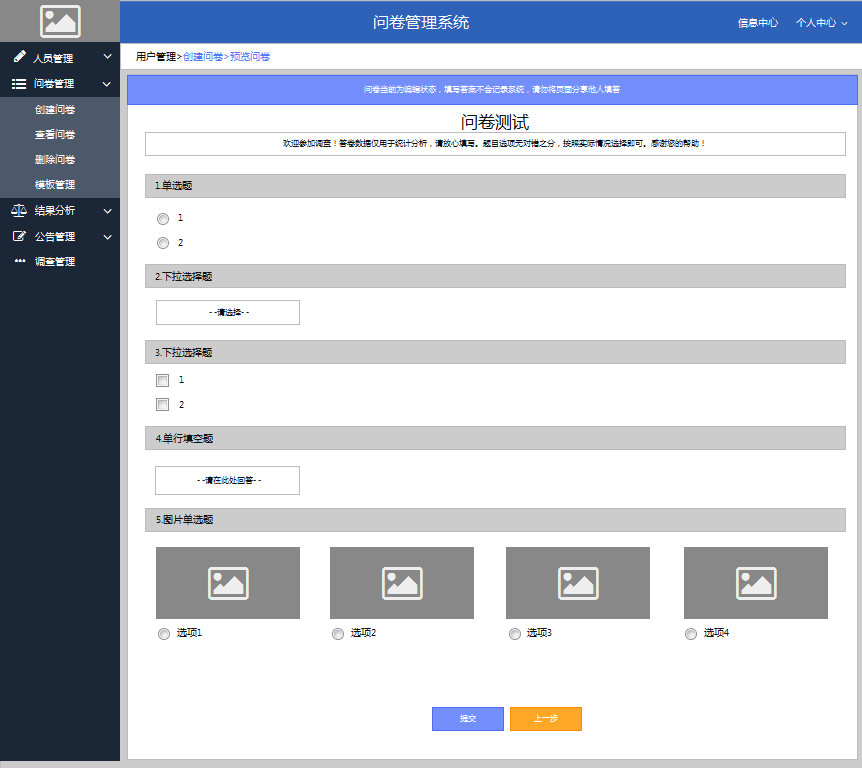 问卷管理系统
信息中心 个人中心
人员管理
问卷管理
创建问卷
查看问卷
删除问卷
模板管理
结果分析
公告管理
调查管理
用户管理>创建问卷>预览问卷
问卷当前为编辑状态，填写答案不会记录系统，请勿将页面分享他人填答
问卷测试
欢迎参加调查！答卷数据仅用于统计分析，请放心填写。题目选项无对错之分，按照实际情况选择即可。感谢您的帮助！
1.单选题
1
2
2.下拉选择题
--请选择--
3.下拉选择题
1
2
4.单行填空题
--请在此处回答--
5.图片单选题
选项1 选项2 选项3 选项4
提交 上一步